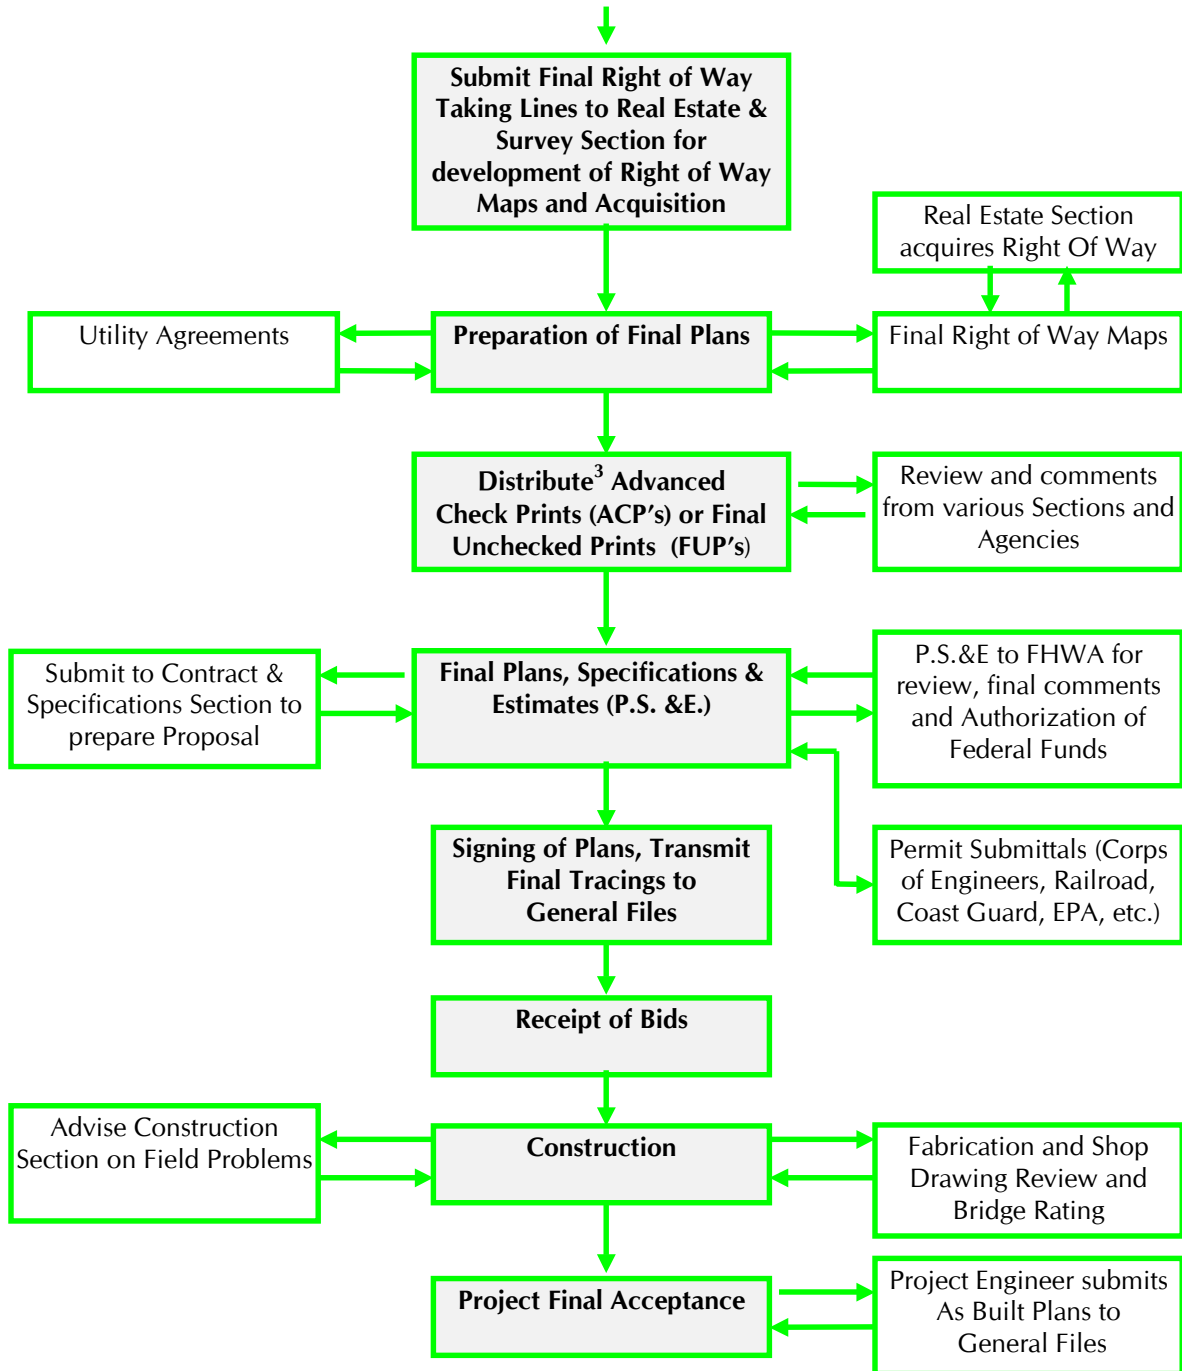 Submit Final Right of Way
Taking Lines to Real Estate &
Survey Section for
development of Right of Way
Maps and Acquisition
Real Estate Section
acquires Right Of Way
Utility Agreements
Preparation of Final Plans
Final Right of Way Maps
Distribute³ Advanced
Check Prints (ACP's) or Final
Unchecked Prints (FUP's)
Review and comments
from various Sections and
Agencies
Submit to Contract &
Specifications Section to
prepare Proposal
Final Plans, Specifications &
Estimates (P.S. &E.)
P.S.&E to FHWA for
review, final comments
and Authorization of
Federal Funds
Signing of Plans, Transmit
Final Tracings to
General Files
Permit Submittals (Corps
of Engineers, Railroad,
Coast Guard, EPA, etc.)
Receipt of Bids
Advise Construction
Section on Field Problems
Construction
Fabrication and Shop
Drawing Review and
Bridge Rating
Project Final Acceptance
Project Engineer submits
As Built Plans to
General Files